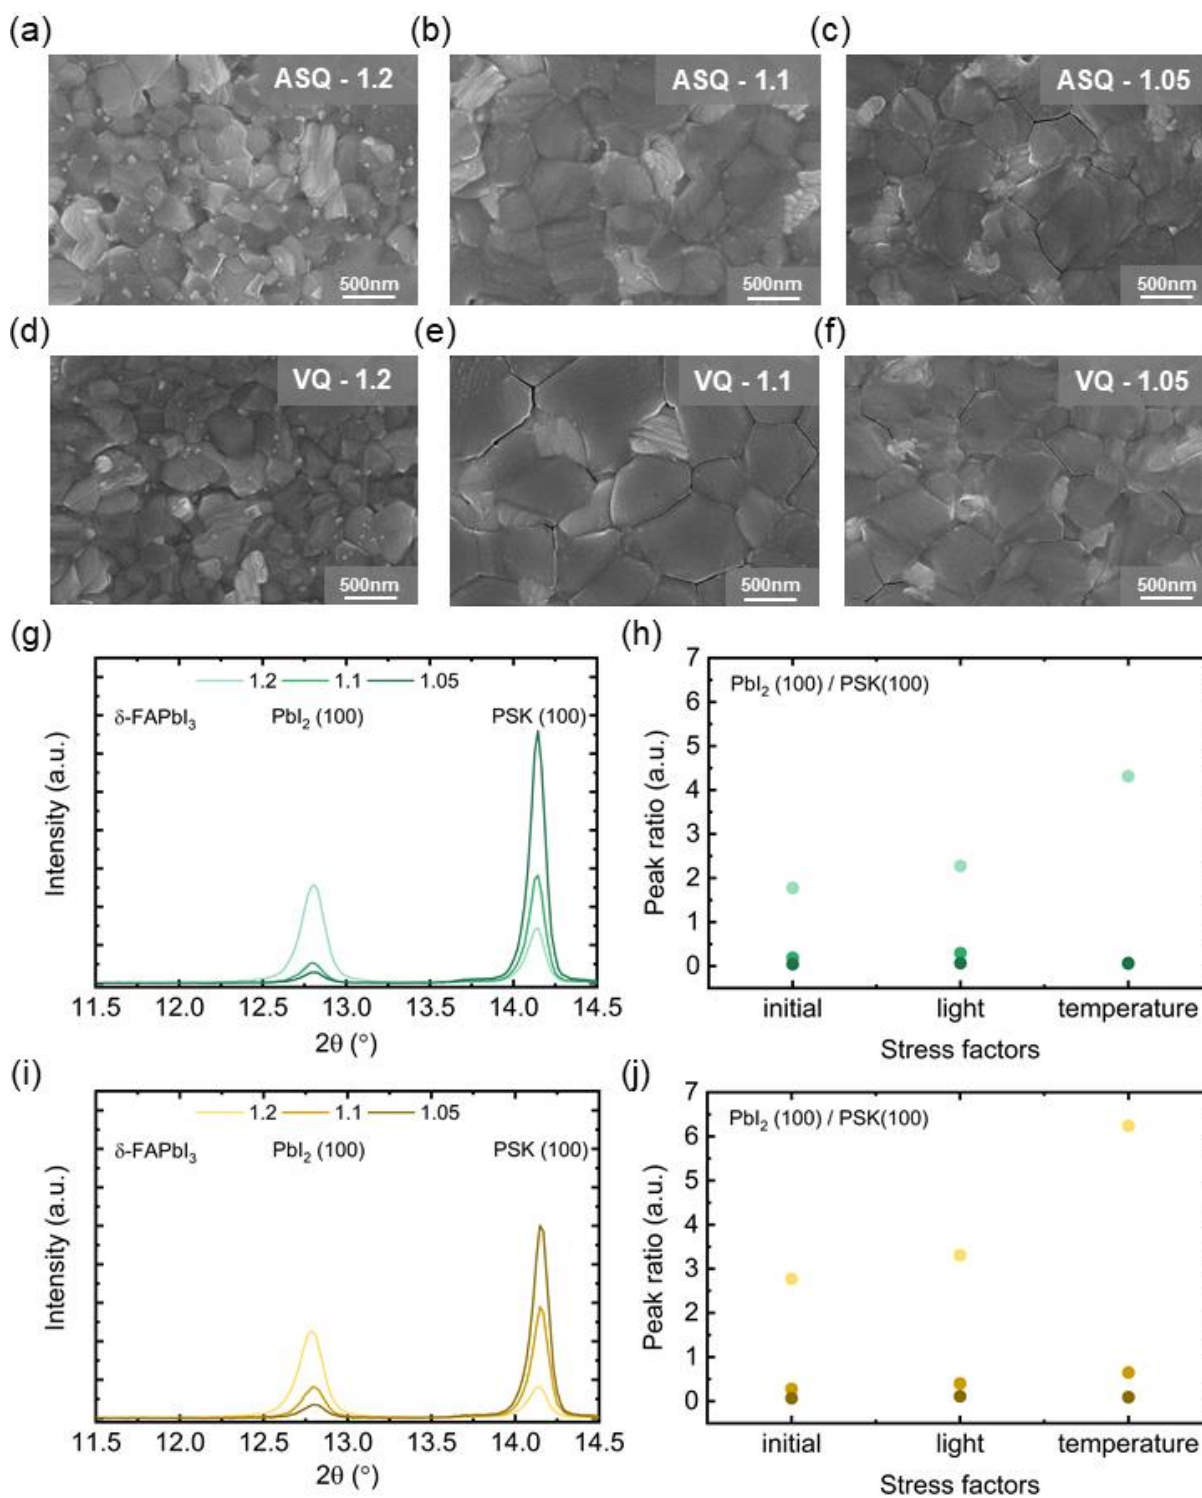 (a)
(b)
(c)
ASQ - 1.2
ASQ - 1.1
ASQ - 1.05
500nm
500nm
500nm
(d)
(e)
(f)
VQ - 1.2
VQ - 1.1
VQ - 1.05
500nm
500nm
500nm
(g)
1.2 1.1 1.05
δ-FAPbI₃ PbI₂ (100) PSK (100)
Intensity (a.u.)
11.5 12.0 12.5 13.0 13.5 14.0 14.5
2θ (°)
(h)
PbI₂ (100) / PSK(100)
Peak ratio (a.u.)
7
6
5
4
3
2
1
0
initial light temperature
Stress factors
(i)
1.2 1.1 1.05
δ-FAPbI₃ PbI₂ (100) PSK (100)
Intensity (a.u.)
11.5 12.0 12.5 13.0 13.5 14.0 14.5
2θ (°)
(j)
PbI₂ (100) / PSK(100)
Peak ratio (a.u.)
7
6
5
4
3
2
1
0
initial light temperature
Stress factors